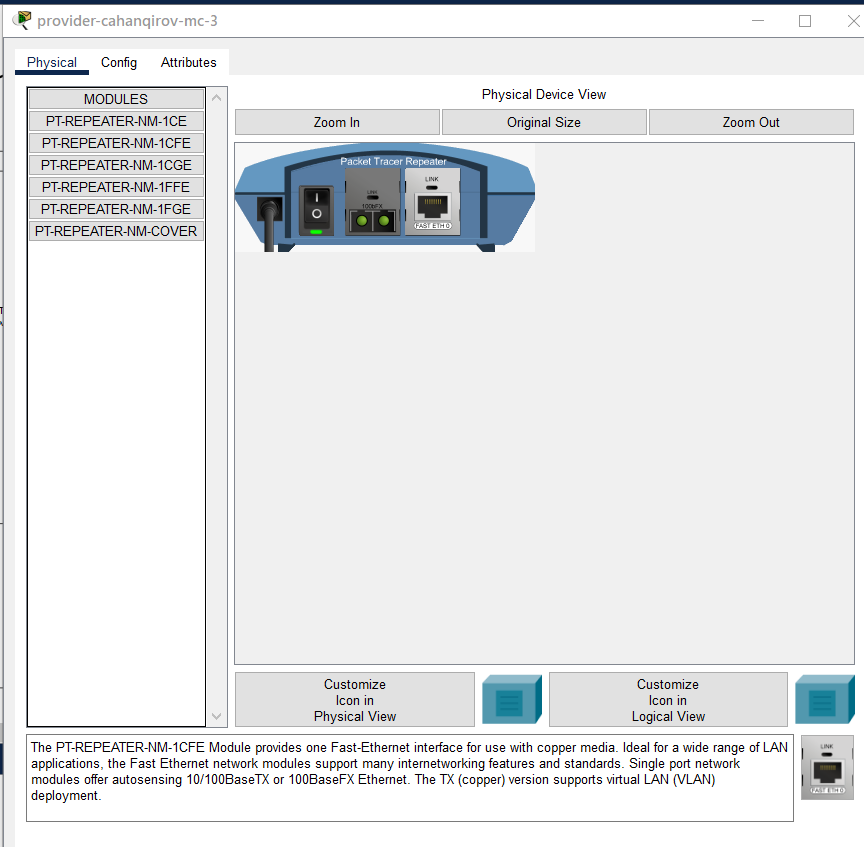 provider-cahanqirov-mc-3
Physical
Config
Attributes
MODULES
PT-REPEATER-NM-1CE
PT-REPEATER-NM-1CFE
PT-REPEATER-NM-1CGE
PT-REPEATER-NM-1FFE
PT-REPEATER-NM-1FGE
PT-REPEATER-NM-COVER
Physical Device View
Zoom In
Original Size
Zoom Out
Packet Tracer Repeater
LINK
100bFX
LINK
FAST ETH 0
Customize
Icon in
Physical View
Customize
Icon in
Logical View
The PT-REPEATER-NM-1CFE Module provides one Fast-Ethernet interface for use with copper media. Ideal for a wide range of LAN
applications, the Fast Ethernet network modules support many internetworking features and standards. Single port network
modules offer autosensing 10/100BaseTX or 100BaseFX Ethernet. The TX (copper) version supports virtual LAN (VLAN)
deployment.
LINK
FAST ETH 0